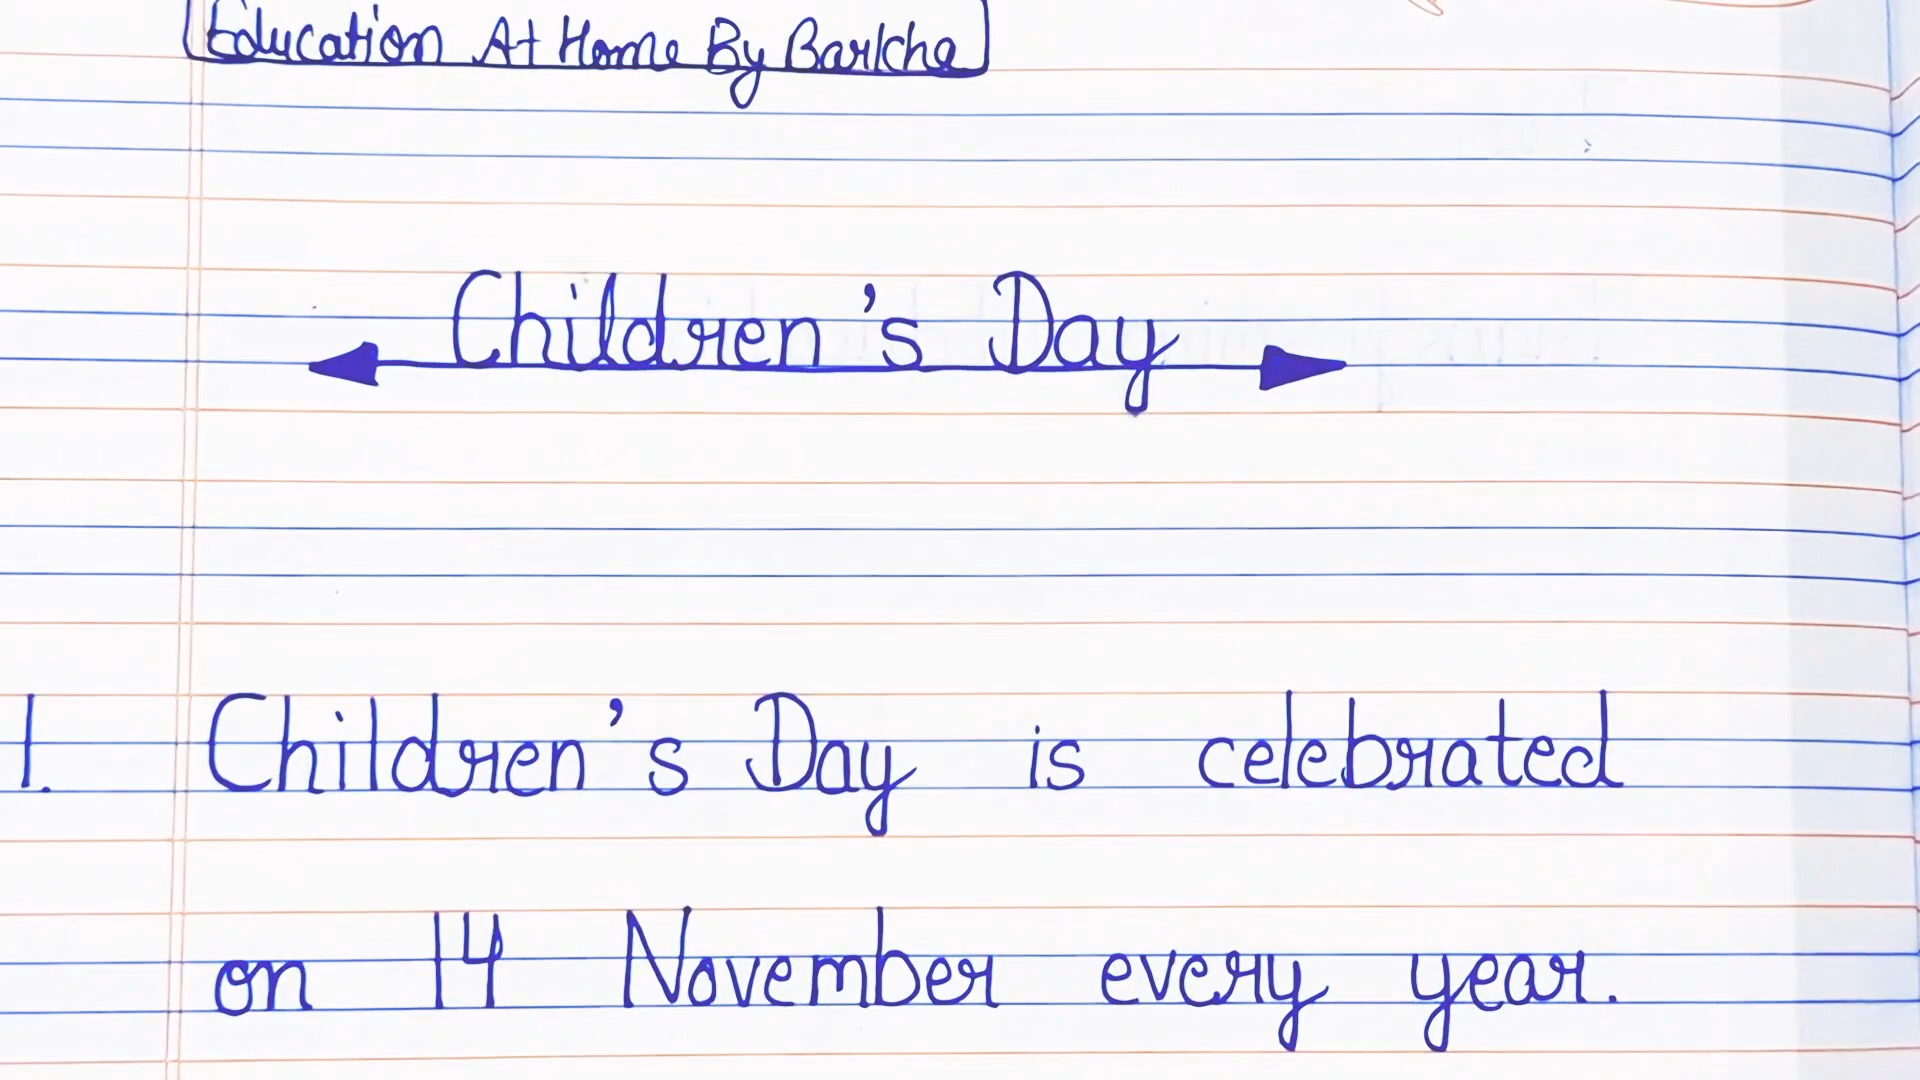 Education At Home By Barkha
Children's Day
1. Children's Day is celebrated
on 14 November every year.